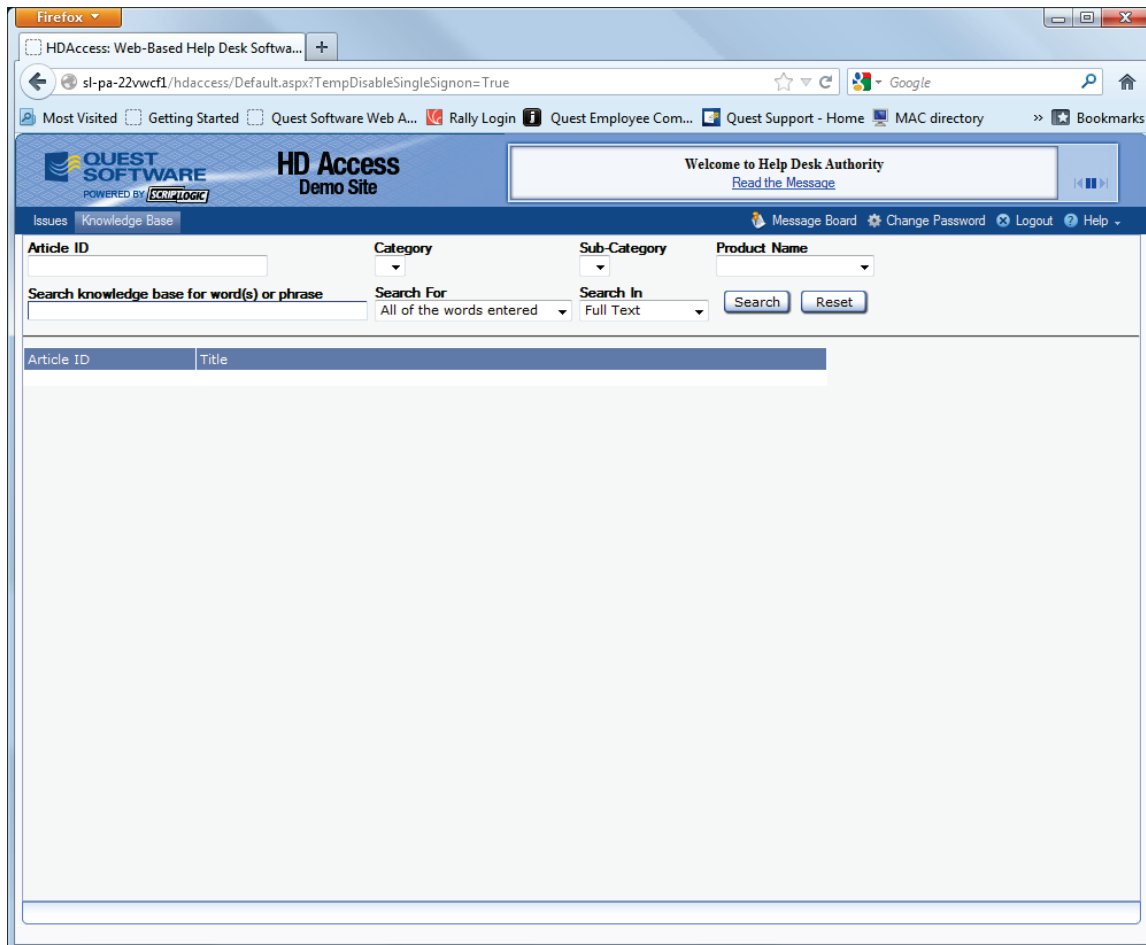 Firefox
HDAccess: Web-Based Help Desk Softwa... +
sl-pa-22vwcf1/hdaccess/Default.aspx?TempDisableSingleSignon=True Google
Most Visited Getting Started Quest Software Web A... Rally Login Quest Employee Com... Quest Support - Home MAC directory » Bookmarks
QUEST SOFTWARE
POWERED BY SCRIPTLOGIC
HD Access
Demo Site
Welcome to Help Desk Authority
Read the Message
Issues Knowledge Base Message Board Change Password Logout Help
Article ID Category Sub-Category Product Name
Search knowledge base for word(s) or phrase Search For Search In
All of the words entered Full Text Search Reset
Article ID Title